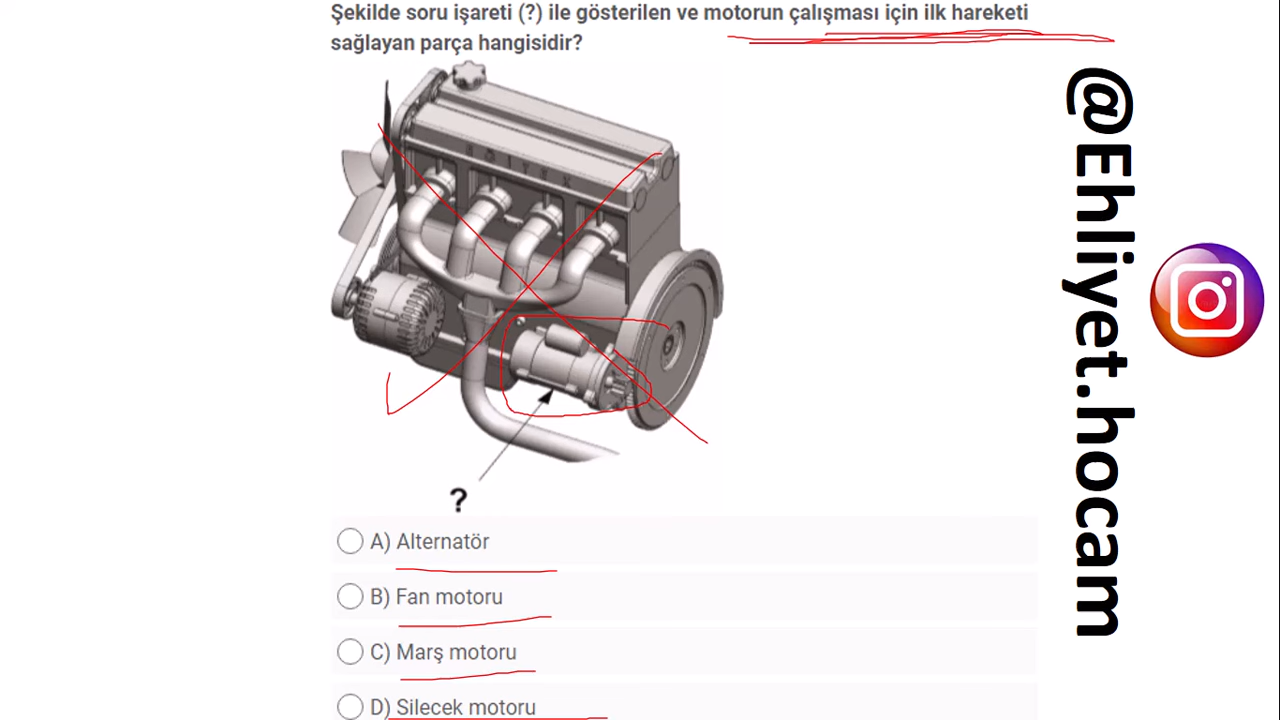 Şekilde soru işareti (?) ile gösterilen ve motorun çalışması için ilk hareketi
sağlayan parça hangisidir?
?
A) Alternatör
B) Fan motoru
C) Marş motoru
D) Silecek motoru
@Ehliyet.hocam